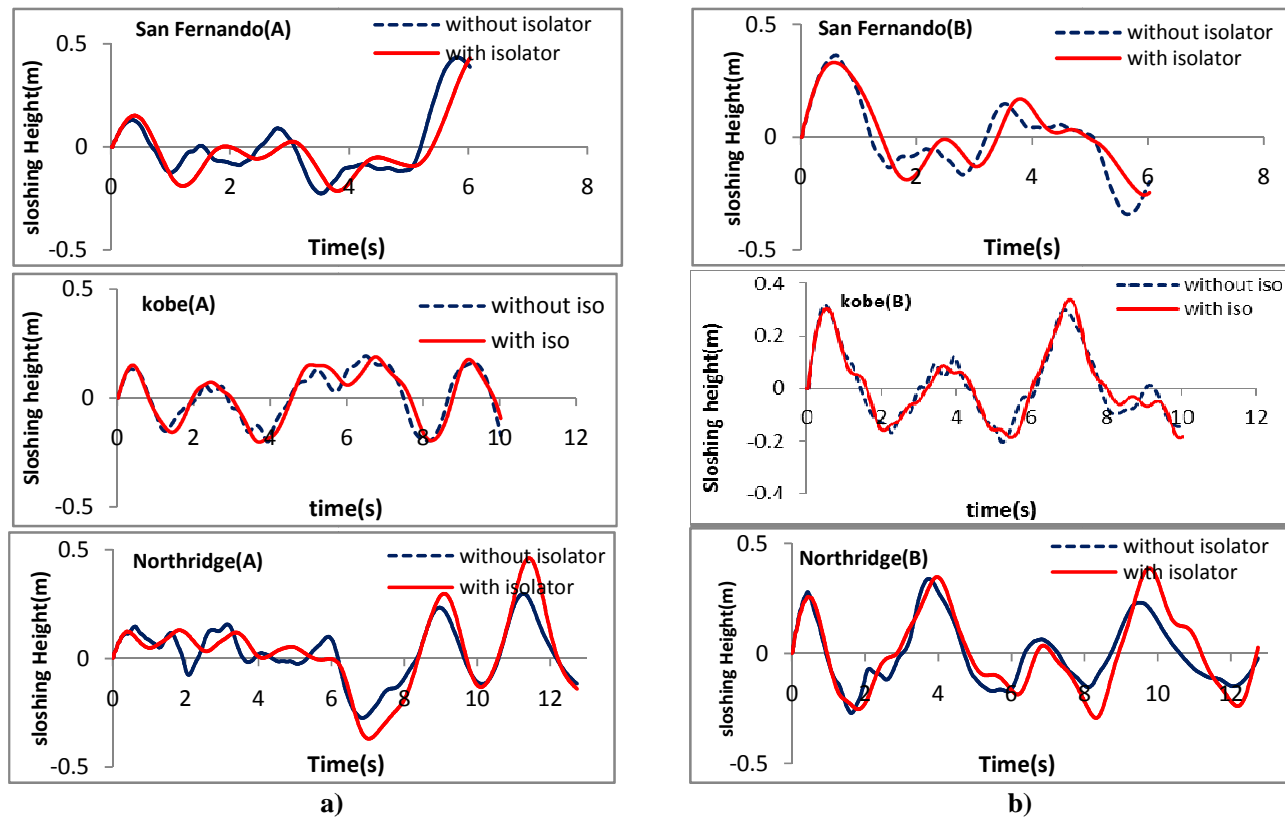 San Fernando(A)
without isolator
with isolator
sloshing Height(m)
0.5
0
-0.5
0 2 4 6 8
Time(s)
San Fernando(B)
without isolator
with isolator
sloshing Height(m)
0.5
0
-0.5
0 2 4 6 8
Time(s)
kobe(A)
without iso
with iso
Sloshing height(m)
0.5
0
-0.5
0 2 4 6 8 10 12
time(s)
kobe(B)
without iso
with iso
Sloshing height(m)
0.4
0.2
0
-0.2
-0.4
0 2 4 6 8 10 12
time(s)
Northridge(A)
without isolator
with isolator
sloshing Height(m)
0.5
0
-0.5
0 2 4 6 8 10 12
Time(s)
Northridge(B)
without isolator
with isolator
sloshing Height(m)
0.5
0
-0.5
0 2 4 6 8 10 12
Time(s)
a)
b)